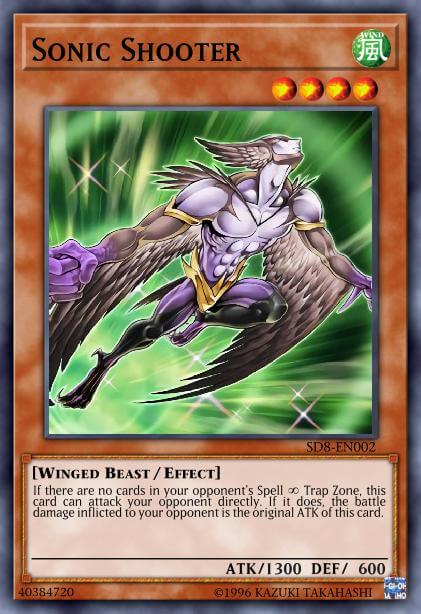 SONIC SHOOTER
WIND
風
SD8-EN002
[WINGED BEAST / EFFECT]
If there are no cards in your opponent's Spell ∞ Trap Zone, this
card can attack your opponent directly. If it does, the battle
damage inflicted to your opponent is the original ATK of this card.
ATK/1300 DEF/ 600
40384720
©1996 KAZUKI TAKAHASHI